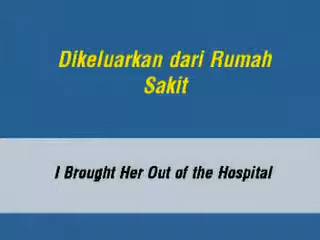 Dikeluarkan dari Rumah
Sakit
I Brought Her Out of the Hospital